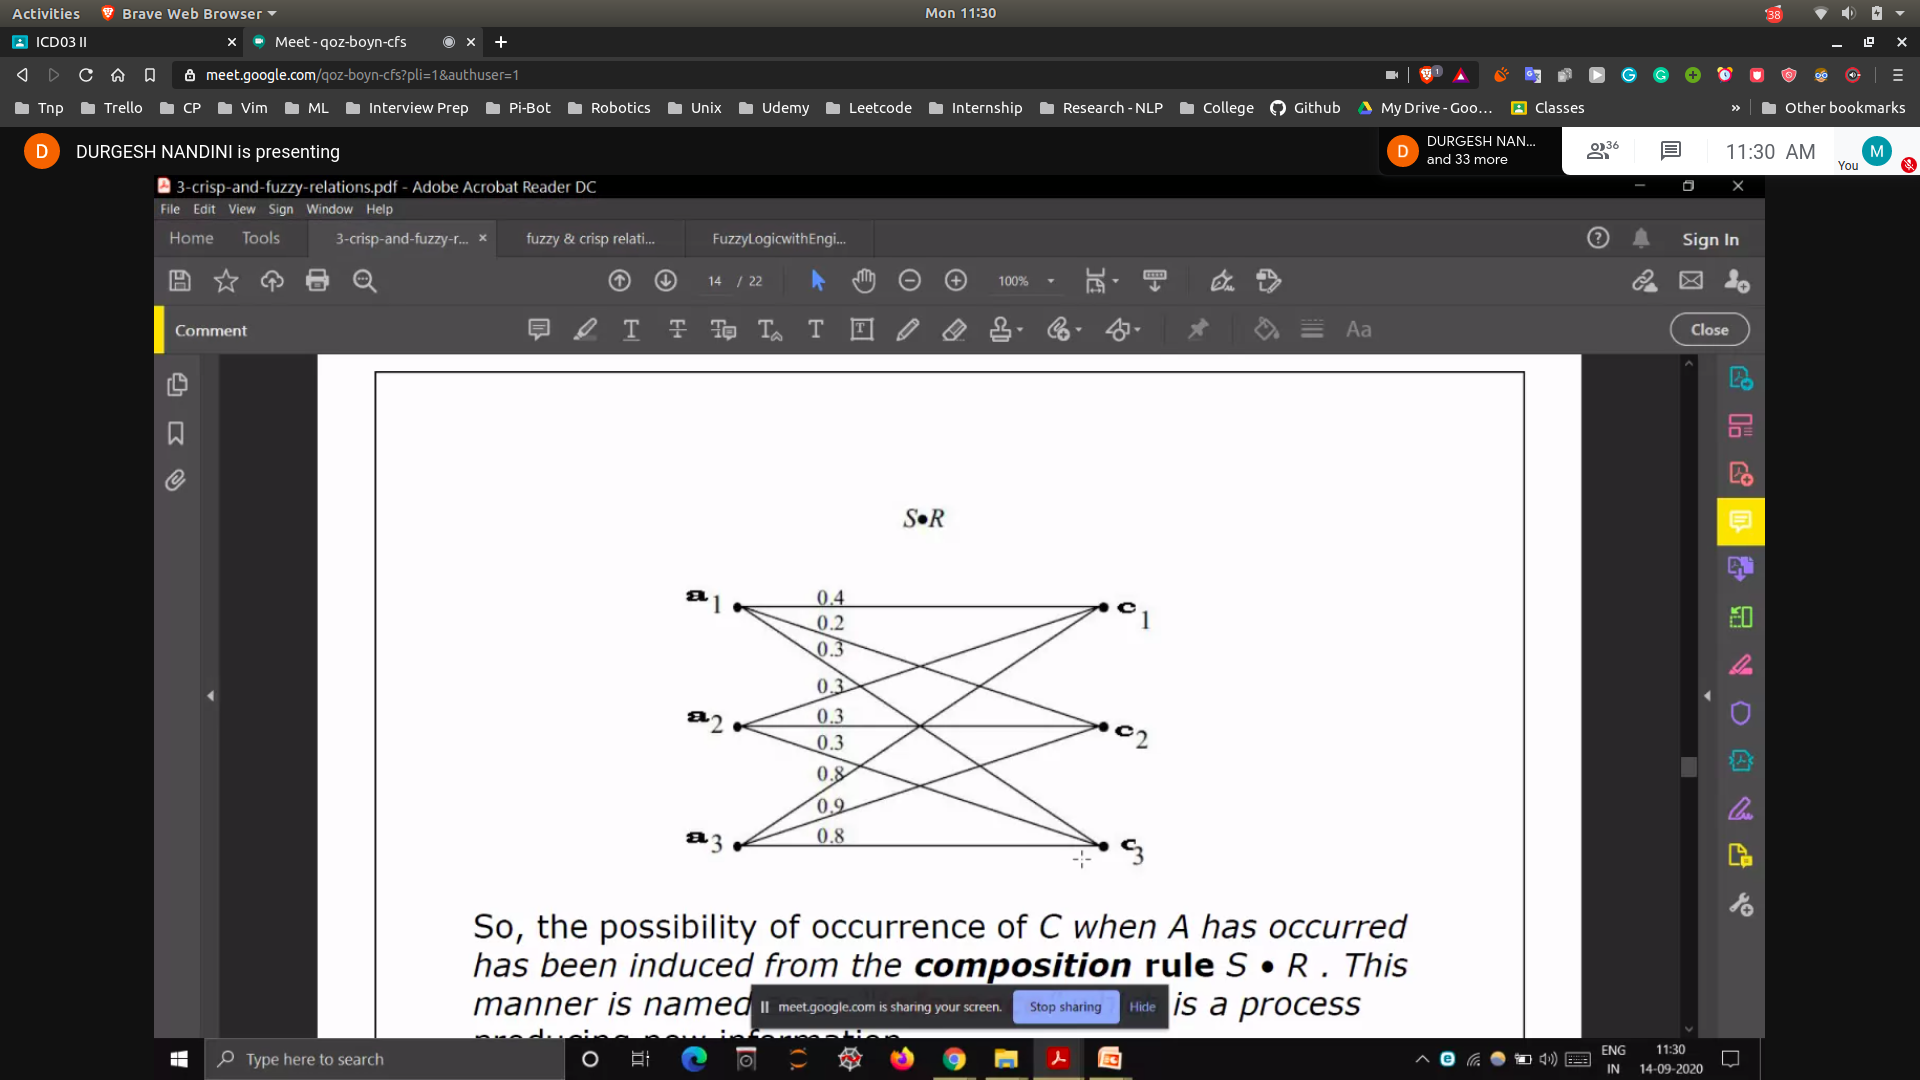 Activities Brave Web Browser Mon 11:30 38
ICD03 II Meet - qoz-boyn-cfs
meet.google.com/qoz-boyn-cfs?pli=1&authuser=1 1
Tnp Trello CP Vim ML Interview Prep Pi-Bot Robotics Unix Udemy Leetcode Internship Research - NLP College Github My Drive - Goo… Classes » Other bookmarks
D DURGESH NANDINI is presenting
D DURGESH NAN...
and 33 more
36 11:30 AM
You M
3-crisp-and-fuzzy-relations.pdf - Adobe Acrobat Reader DC
File Edit View Sign Window Help
Home Tools 3-crisp-and-fuzzy-r... fuzzy & crisp relati... FuzzyLogicwithEngi... Sign In
14 / 22 100%
Comment Aa Close
S•R
a1 0.4 c1
0.2
0.3
0.3
a2 0.3 c2
0.3
0.8
0.9
a3 0.8 c3
So, the possibility of occurrence of C when A has occurred
has been induced from the composition rule S • R . This
manner is named is a process
producing new information
meet.google.com is sharing your screen. Stop sharing Hide
Type here to search
ENG
IN
11:30
14-09-2020